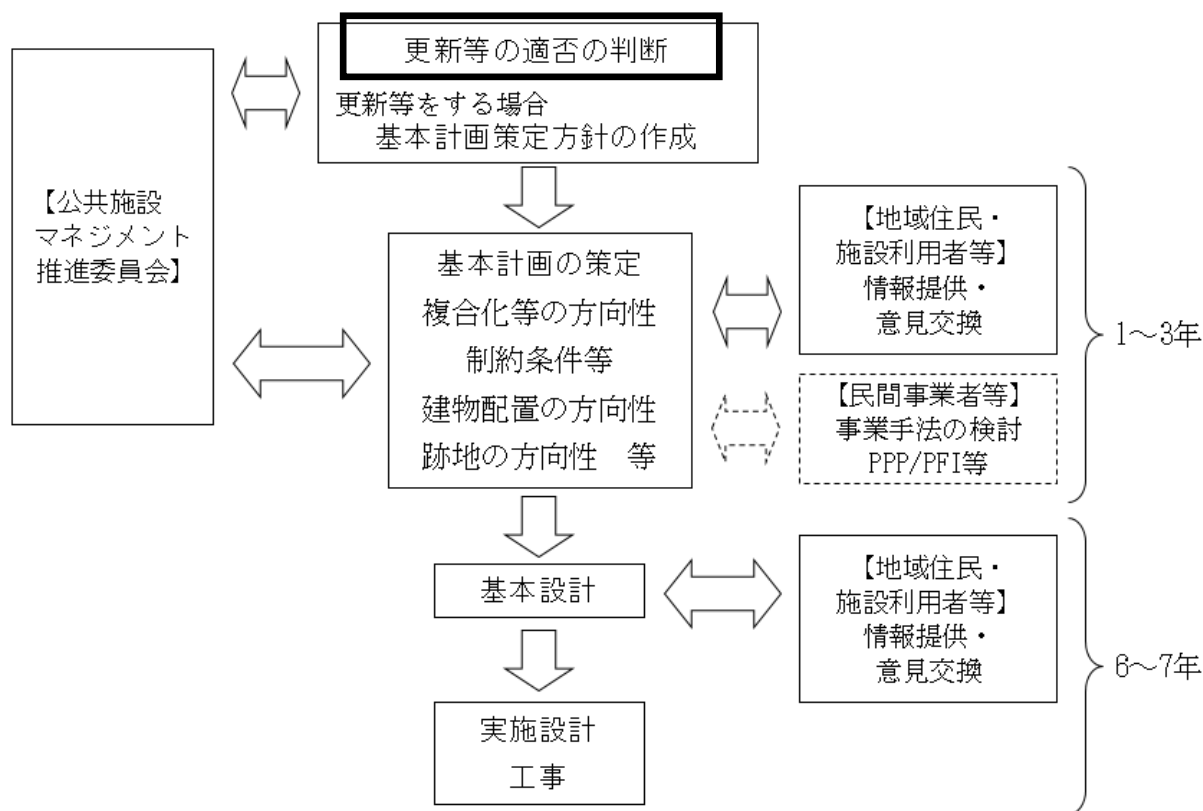 更新等の適否の判断
更新等をする場合
基本計画策定方針の作成
【公共施設
マネジメント
推進委員会】
基本計画の策定
複合化等の方向性
制約条件等
建物配置の方向性
跡地の方向性　等
【地域住民・
施設利用者等】
情報提供・
意見交換
【民間事業者等】
事業手法の検討
PPP/PFI等
1～3年
基本設計
【地域住民・
施設利用者等】
情報提供・
意見交換
6～7年
実施設計
工事